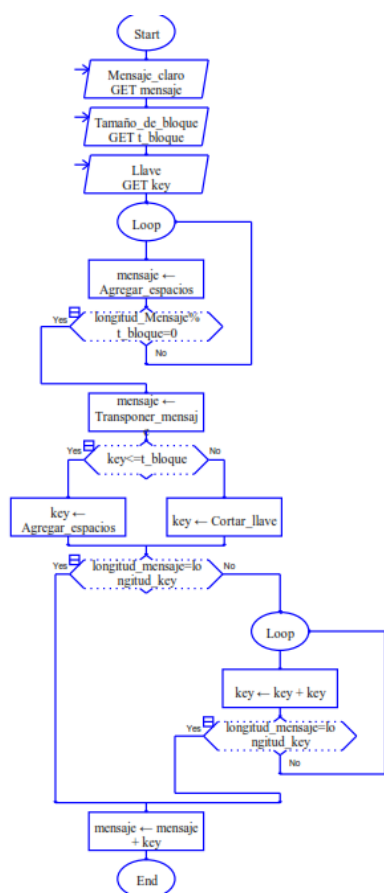 Start
Mensaje_claro
GET mensaje
Tamaño_de_bloque
GET t_bloque
Llave
GET key
Loop
mensaje ←
Agregar_espacios
Yes
longitud_Mensaje%
t_bloque=0
No
mensaje ←
Transponer_mensaj
Yes
key<=t_bloque
No
key ←
Agregar_espacios
key ← Cortar_llave
Yes
longitud_mensaje=lo
ngitud_key
No
Loop
key ← key + key
Yes
longitud_mensaje=lo
ngitud_key
No
mensaje ← mensaje
+ key
End